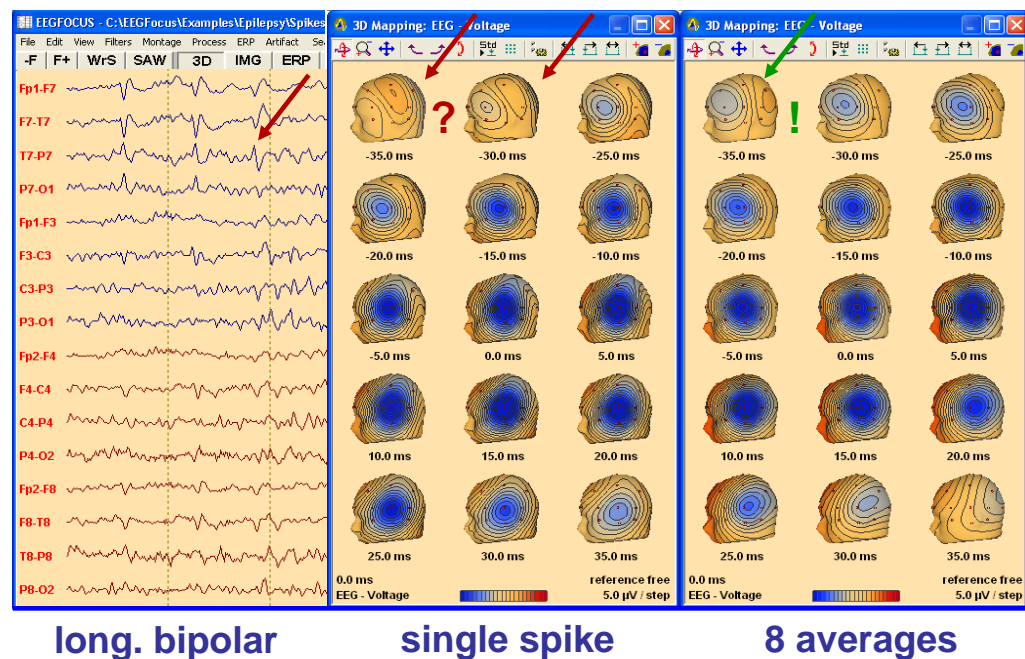 EEGFOCUS - C:\EEGFocus\Examples\Epilepsy\Spikes
File Edit View Filters Montage Process ERP Artifact Se
-F F+ WrS SAW 3D IMG ERP
Fp1-F7
F7-T7
T7-P7
P7-O1
Fp1-F3
F3-C3
C3-P3
P3-O1
Fp2-F4
F4-C4
C4-P4
P4-O2
Fp2-F8
F8-T8
T8-P8
P8-O2
long. bipolar
3D Mapping: EEG - Voltage
Std
?
-35.0 ms -30.0 ms -25.0 ms
-20.0 ms -15.0 ms -10.0 ms
-5.0 ms 0.0 ms 5.0 ms
10.0 ms 15.0 ms 20.0 ms
25.0 ms 30.0 ms 35.0 ms
0.0 ms reference free
EEG - Voltage 5.0 µV / step
single spike
3D Mapping: EEG - Voltage
Std
!
-35.0 ms -30.0 ms -25.0 ms
-20.0 ms -15.0 ms -10.0 ms
-5.0 ms 0.0 ms 5.0 ms
10.0 ms 15.0 ms 20.0 ms
25.0 ms 30.0 ms 35.0 ms
0.0 ms reference free
EEG - Voltage 5.0 µV / step
8 averages